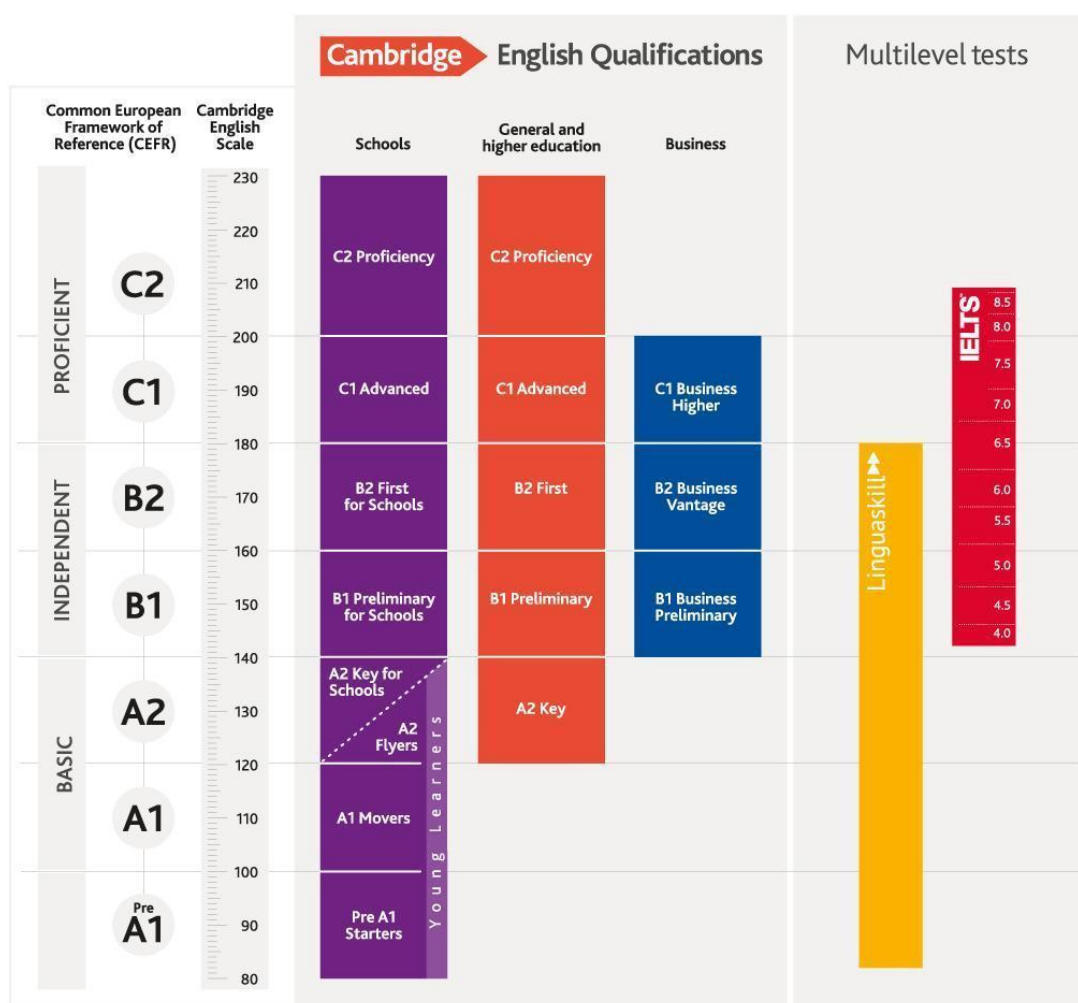 Cambridge English Qualifications
Multilevel tests
Common European
Framework of
Reference (CEFR)
Cambridge
English
Scale
Schools
General and
higher education
Business
PROFICIENT
INDEPENDENT
BASIC
C2
C1
B2
B1
A2
A1
Pre
A1
230
220
210
200
190
180
170
160
150
140
130
120
110
100
90
80
C2 Proficiency
C1 Advanced
B2 First
for Schools
B1 Preliminary
for Schools
A2 Key for
Schools
A2
Flyers
A1 Movers
Pre A1
Starters
Young Learners
C2 Proficiency
C1 Advanced
B2 First
B1 Preliminary
A2 Key
C1 Business
Higher
B2 Business
Vantage
B1 Business
Preliminary
Linguaskill
IELTS
8.5
8.0
7.5
7.0
6.5
6.0
5.5
5.0
4.5
4.0